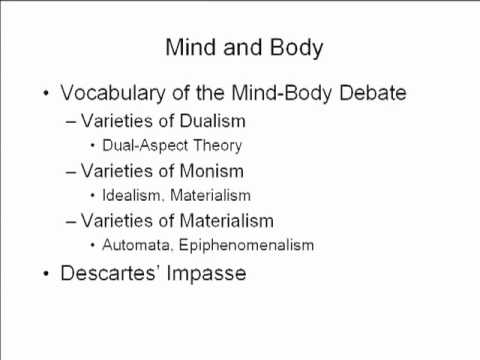 Mind and Body
• Vocabulary of the Mind-Body Debate
– Varieties of Dualism
• Dual-Aspect Theory
– Varieties of Monism
• Idealism, Materialism
– Varieties of Materialism
• Automata, Epiphenomenalism
• Descartes' Impasse